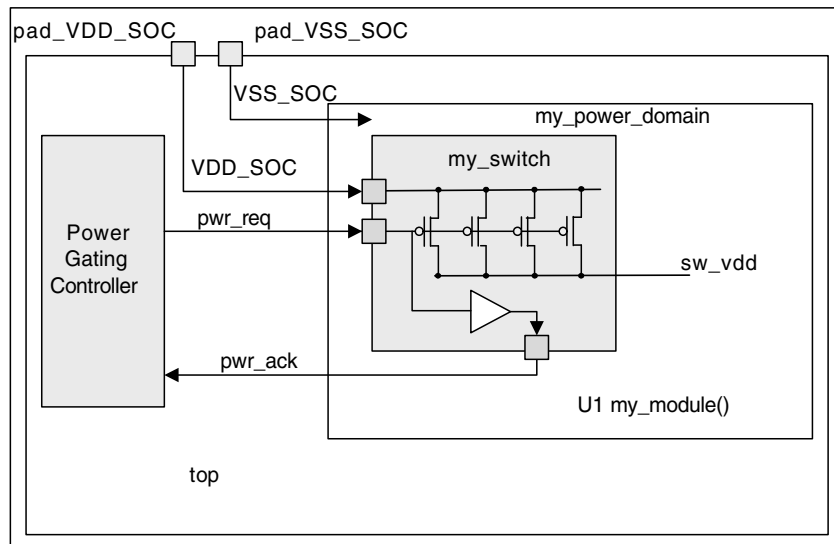 pad_VDD_SOC
pad_VSS_SOC
VSS_SOC
my_power_domain
my_switch
VDD_SOC
pwr_req
Power
Gating
Controller
sw_vdd
pwr_ack
U1 my_module()
top